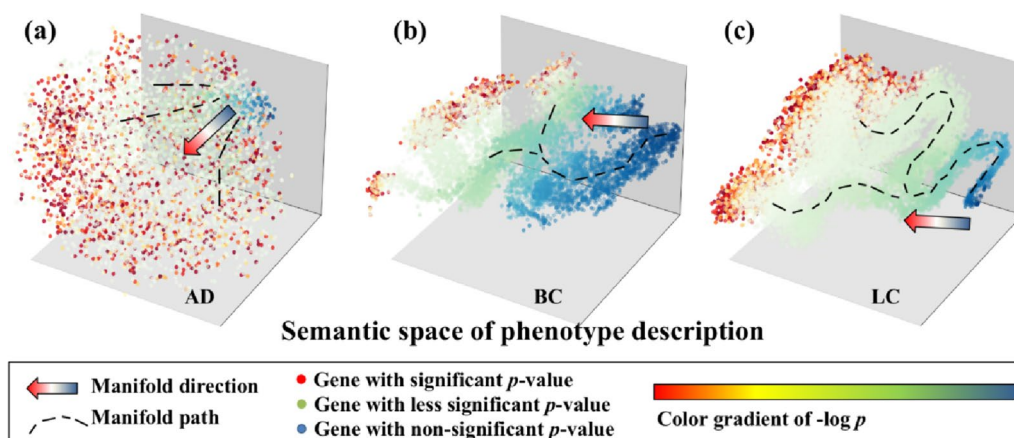 (a)
(b)
(c)
AD
BC
LC
Semantic space of phenotype description
Manifold direction
Manifold path
Gene with significant p-value
Gene with less significant p-value
Gene with non-significant p-value
Color gradient of -log p